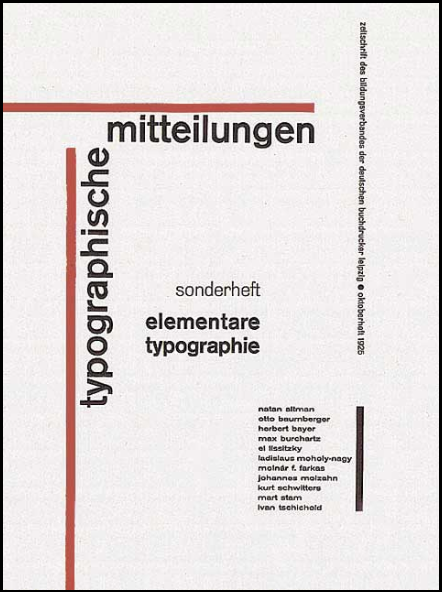 typographische
mitteilungen
zeitschrift des bildungsverbandes der deutschen buchdrucker leipzig ● oktoberheft 1925
sonderheft
elementare
typographie
natan altman
otto baumberger
herbert bayer
max burchartz
el lissitzky
ladislaus moholy-nagy
molnár f. farkas
johannes molzahn
kurt schwitters
mart stam
ivan tschichold